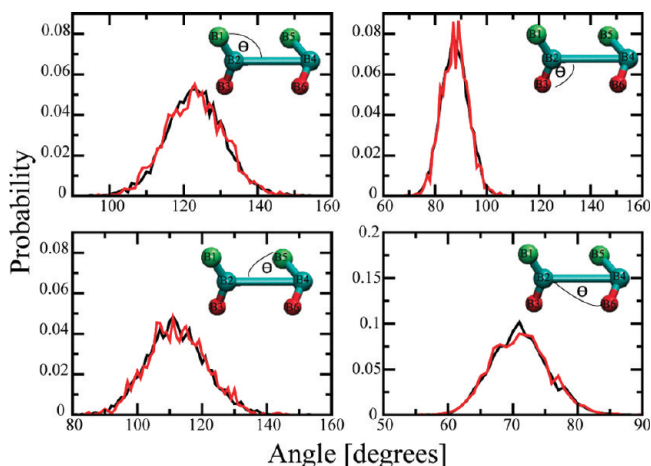 Probability
0.08
0.06
0.04
0.02
0
B1 Θ B5
B2 B4
B3 B6
100 120 140 160
0.08
0.06
0.04
0.02
0
B1 B5
B2 B4
B3 Θ B6
60 80 100 120 140 160
0.08
0.06
0.04
0.02
0
B1 Θ B5
B2 B4
B3 B6
80 100 120 140 160
0.2
0.15
0.1
0.05
0
B1 B5
B2 B4
B3 Θ B6
50 60 70 80 90
Angle [degrees]